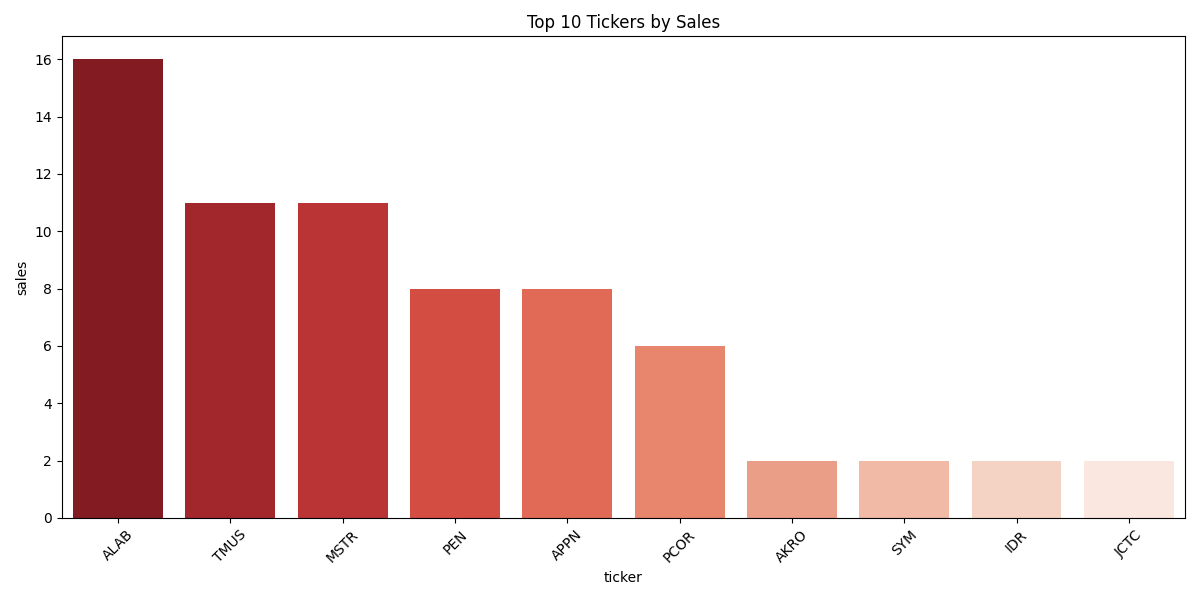 Top 10 Tickers by Sales
sales
16
14
12
10
8
6
4
2
0
ALAB TMUS MSTR PEN APPN PCOR AKRO SYM IDR JCTC
ticker